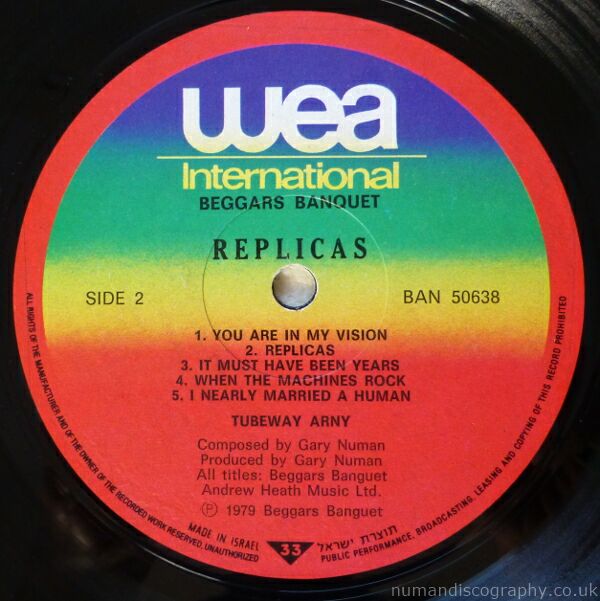 wea
International
BEGGARS BANQUET
REPLICAS
SIDE 2
BAN 50638
1. YOU ARE IN MY VISION
2. REPLICAS
3. IT MUST HAVE BEEN YEARS
4. WHEN THE MACHINES ROCK
5. I NEARLY MARRIED A HUMAN
TUBEWAY ARNY
Composed by Gary Numan
Produced by Gary Numan
All titles: Beggars Banguet
Andrew Heath Music Ltd.
Ⓟ 1979 Beggars Banguet
ALL RIGHTS OF THE MANUFACTURER AND OF THE OWNER OF THE RECORDED WORK RESERVED, UNAUTHORIZED
PUBLIC PERFORMANCE, BROADCASTING, LEASING AND COPYING OF THIS RECORD PROHIBITED
MADE IN ISRAEL
33
תוצרת ישראל
numandiscography.co.uk